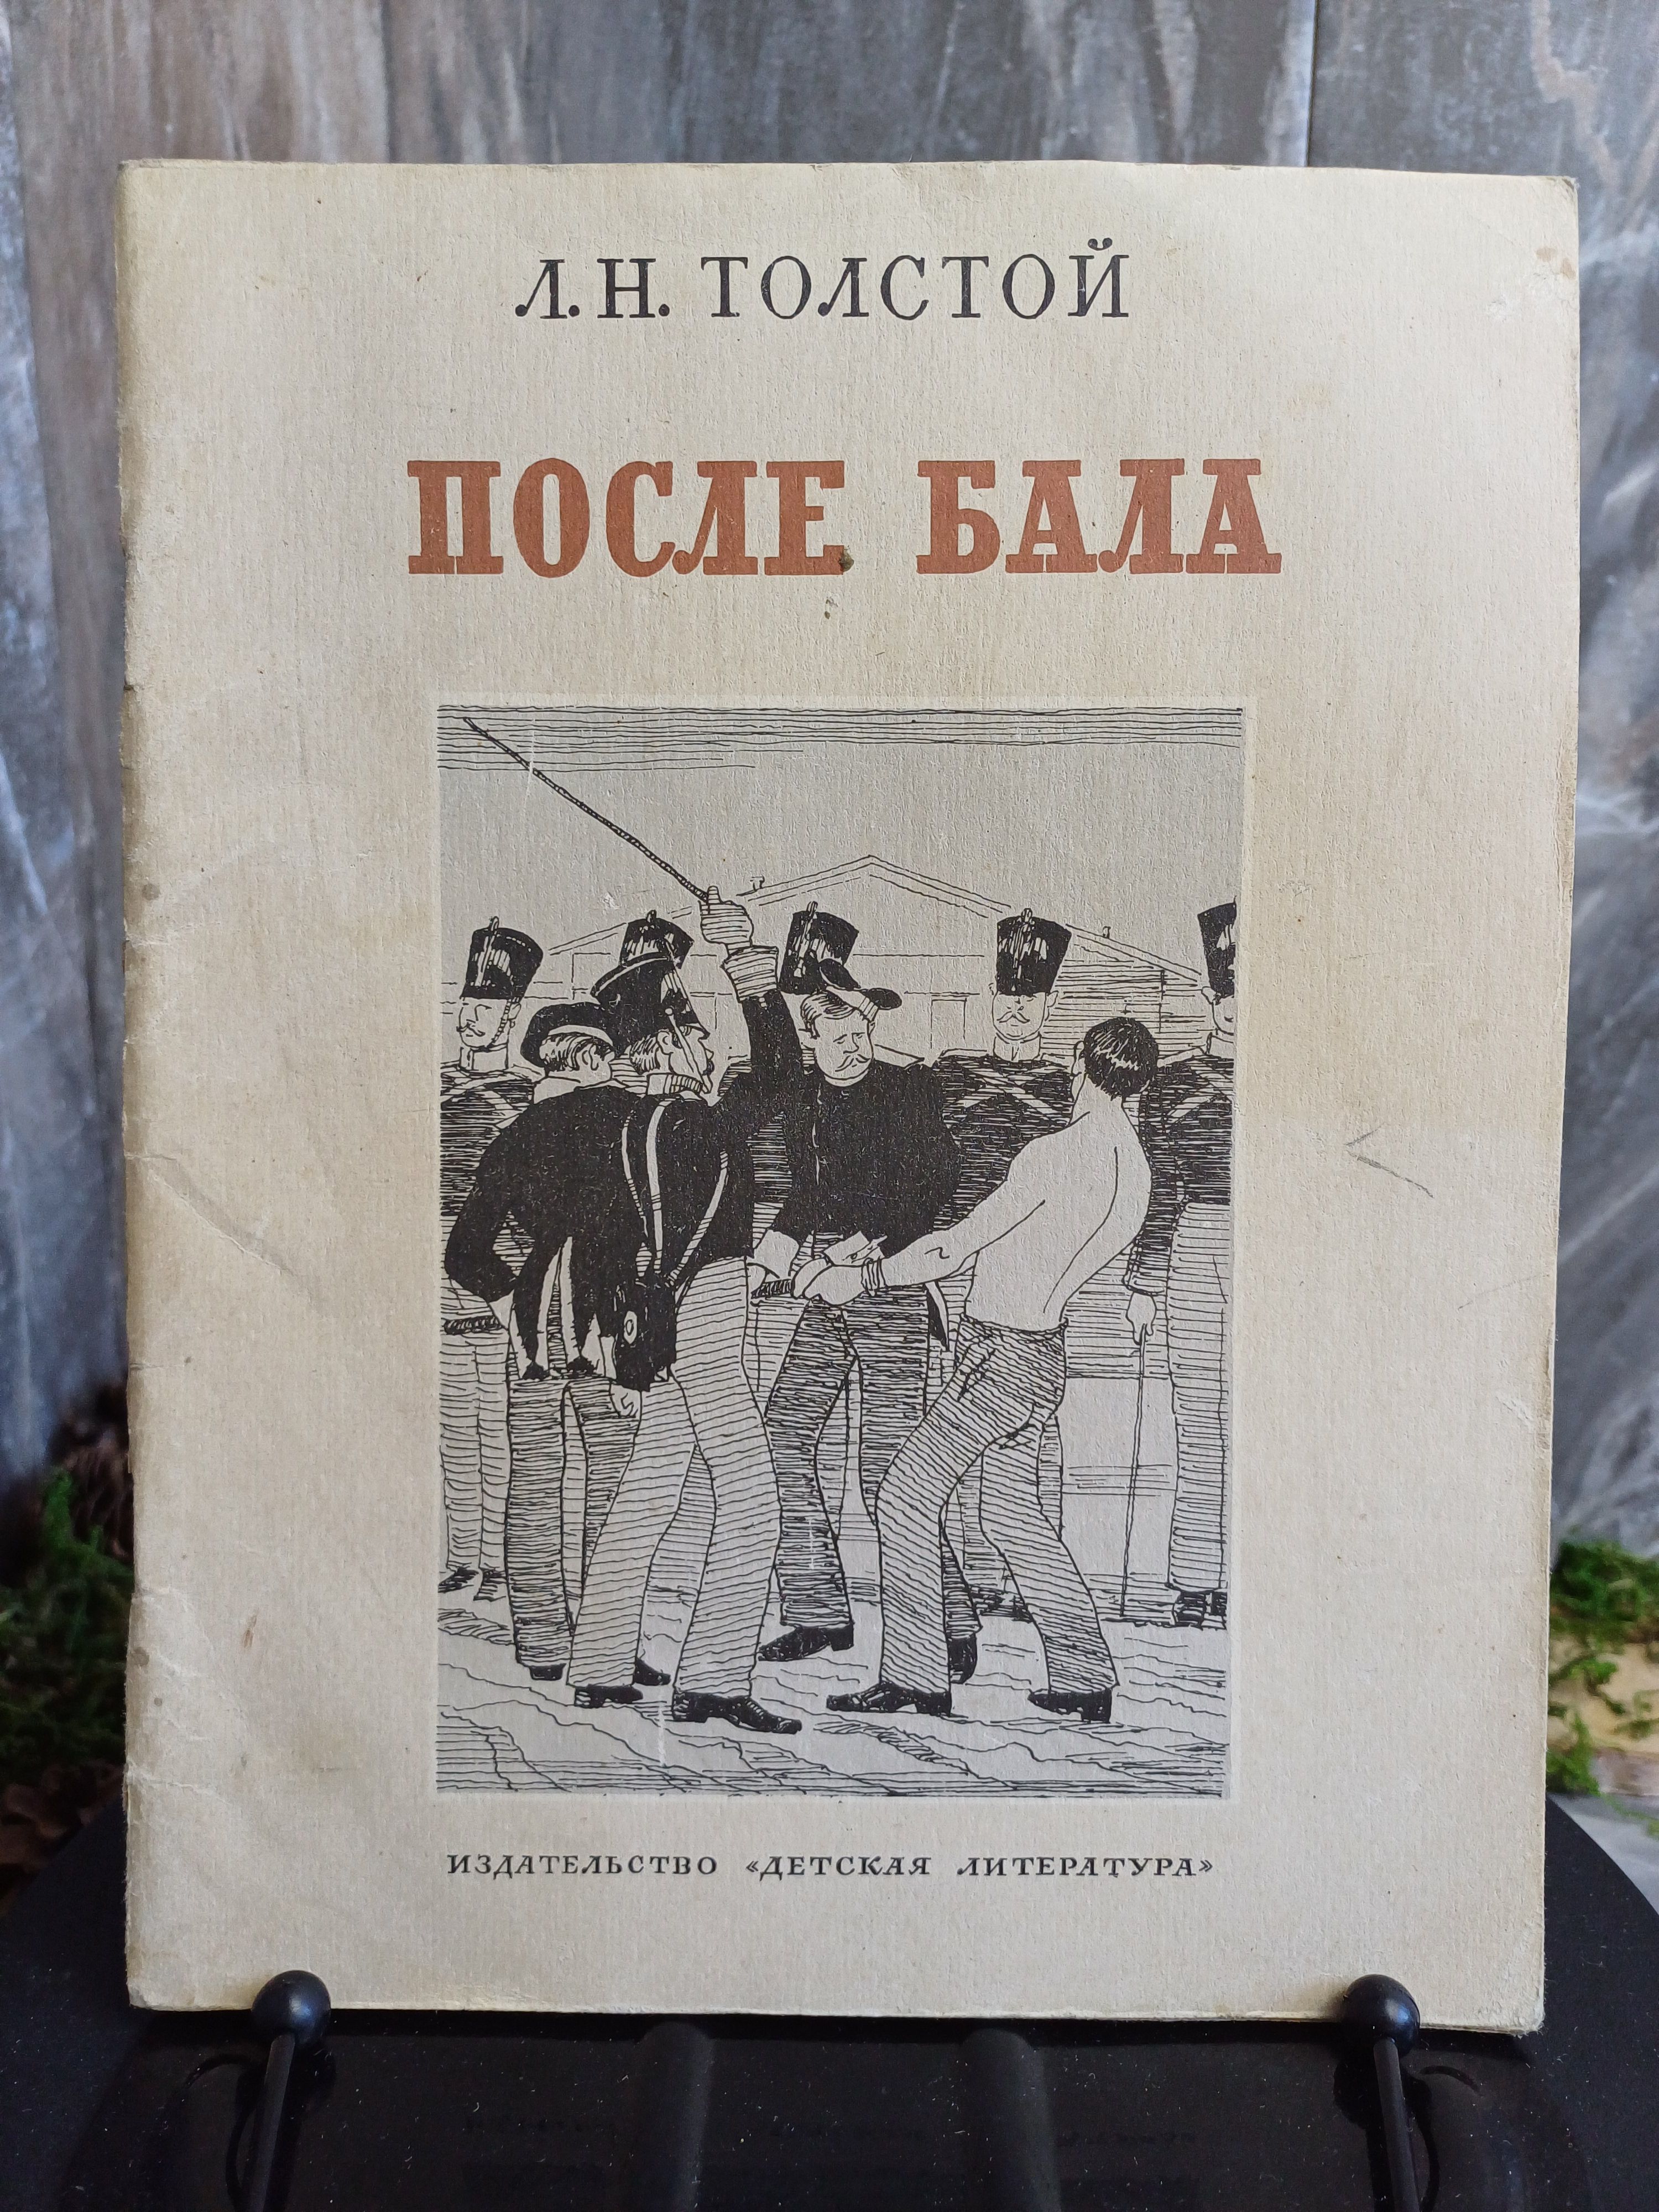 Л. Н. ТОЛСТОЙ
ПОСЛЕ БАЛА
ИЗДАТЕЛЬСТВО «ДЕТСКАЯ ЛИТЕРАТУРА»